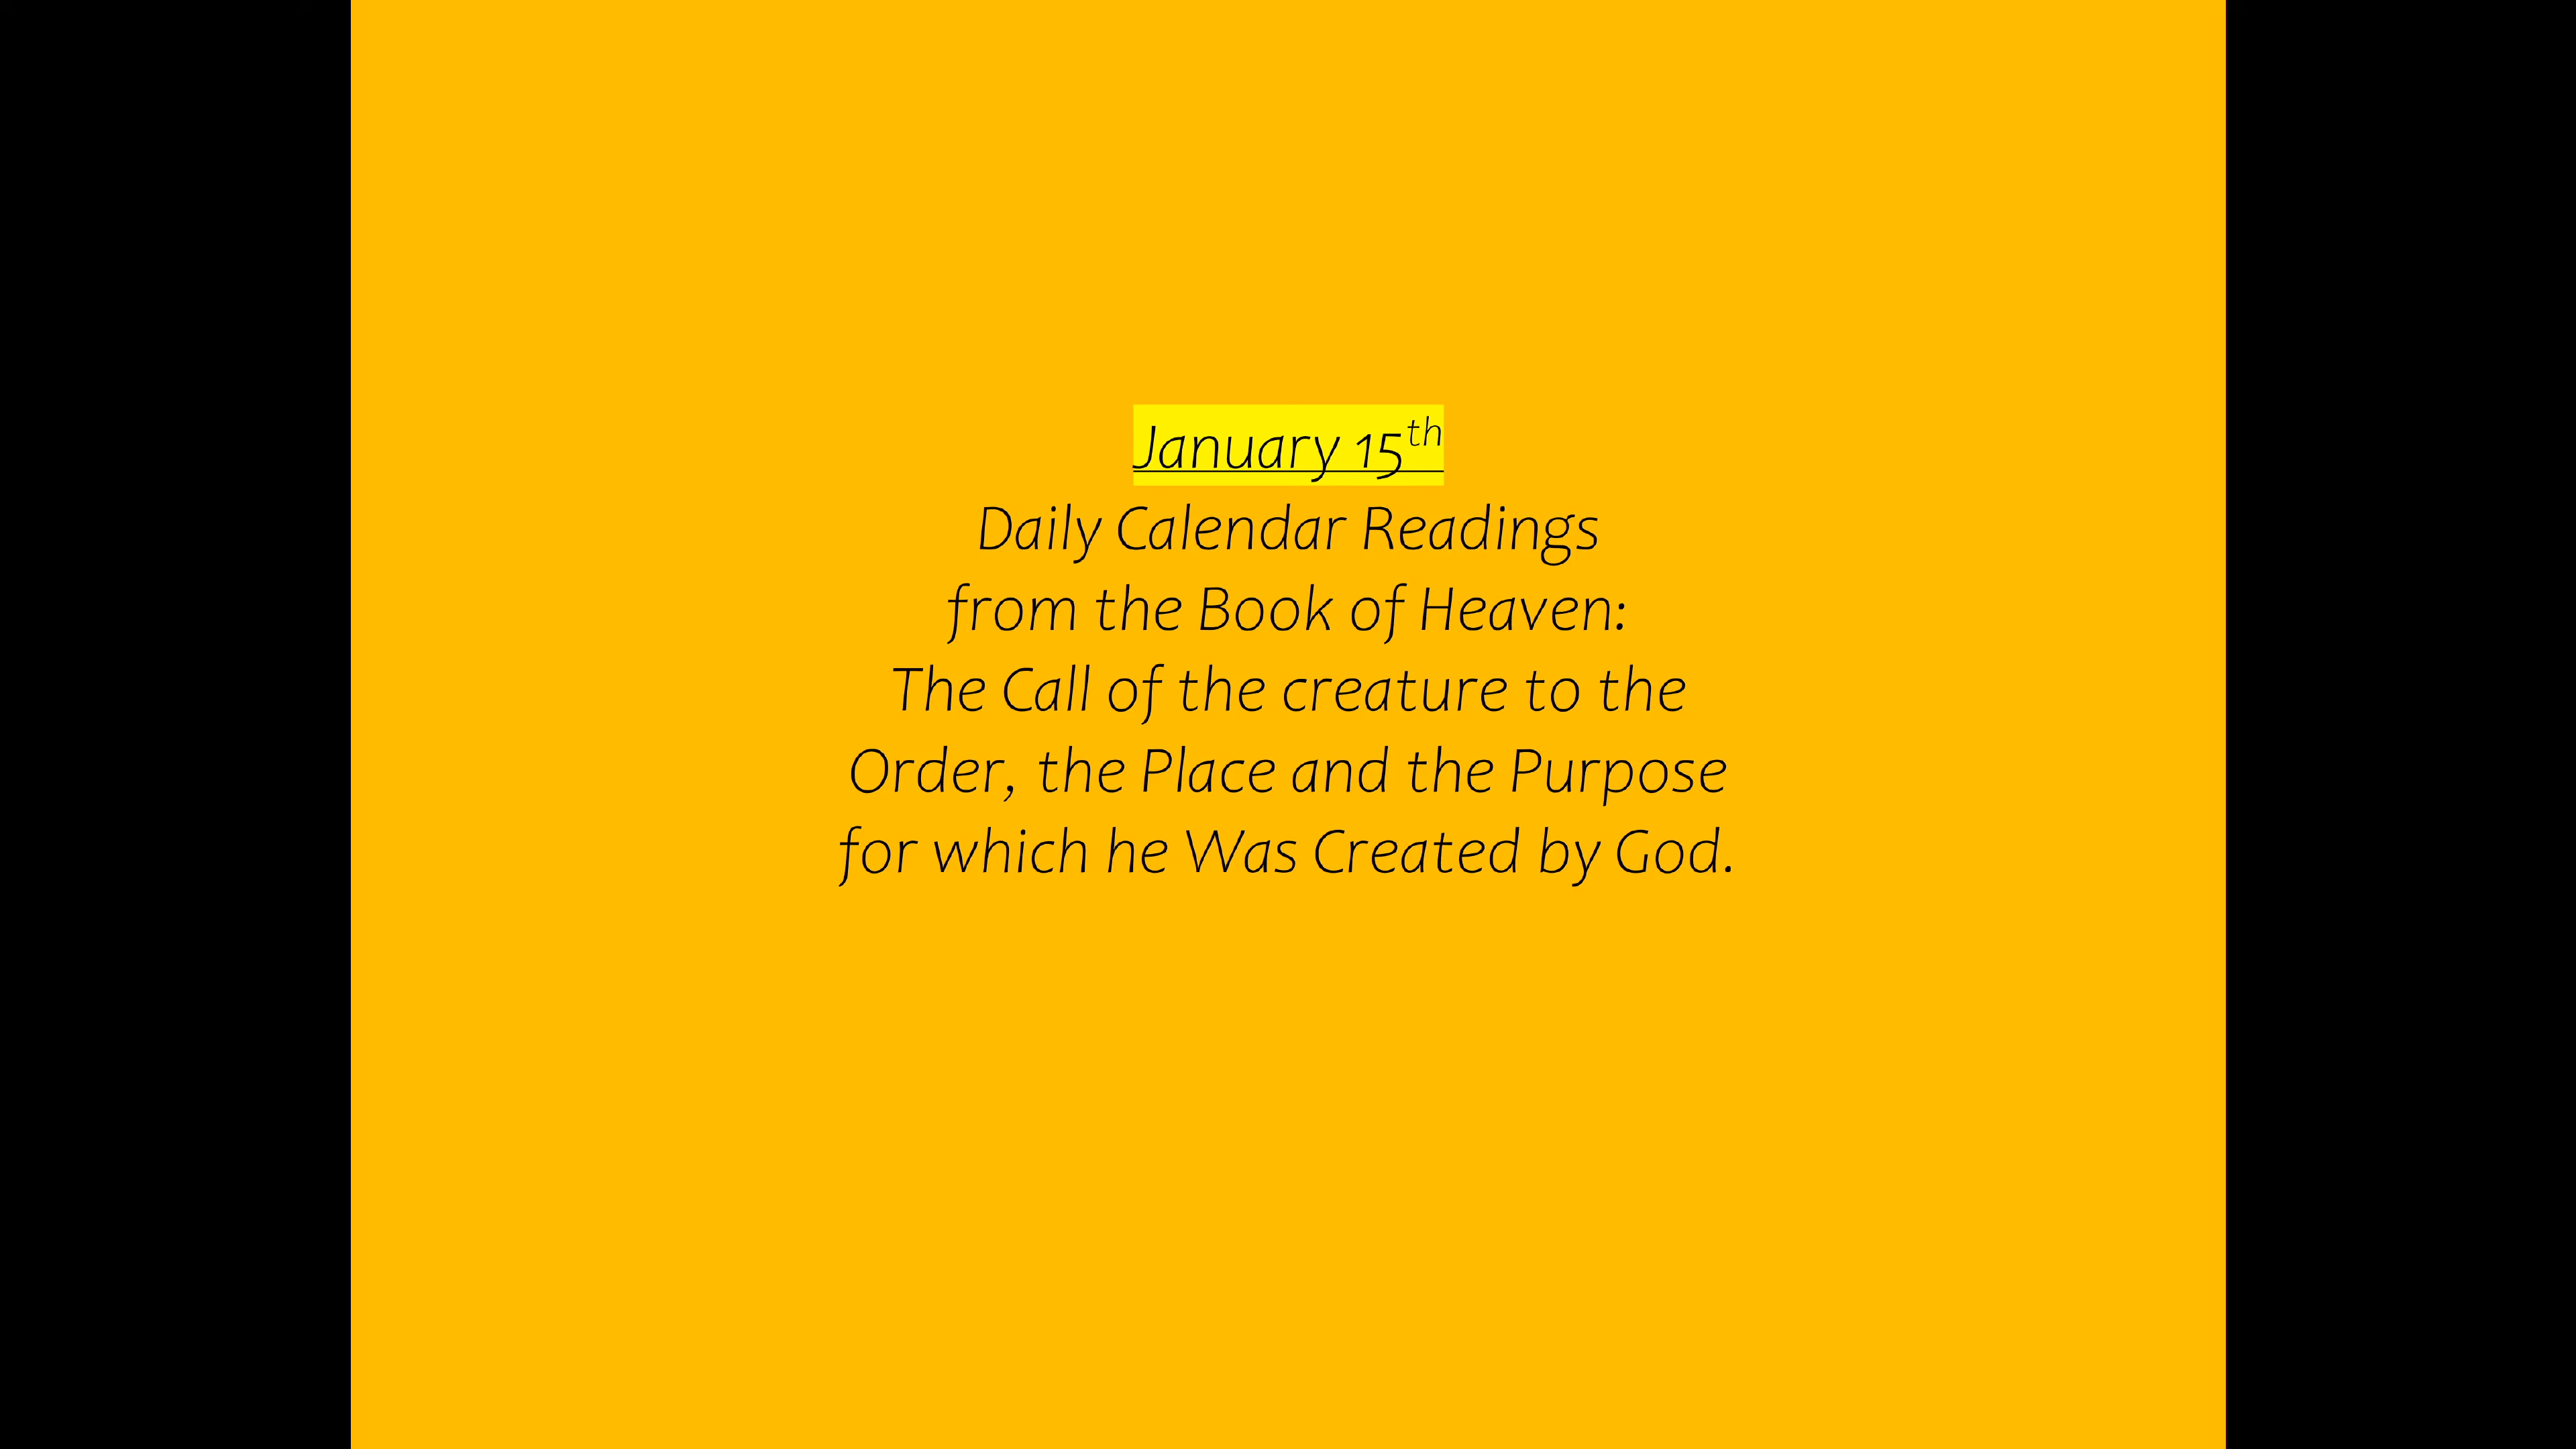 January 15th
Daily Calendar Readings
from the Book of Heaven:
The Call of the creature to the
Order, the Place and the Purpose
for which he Was Created by God.